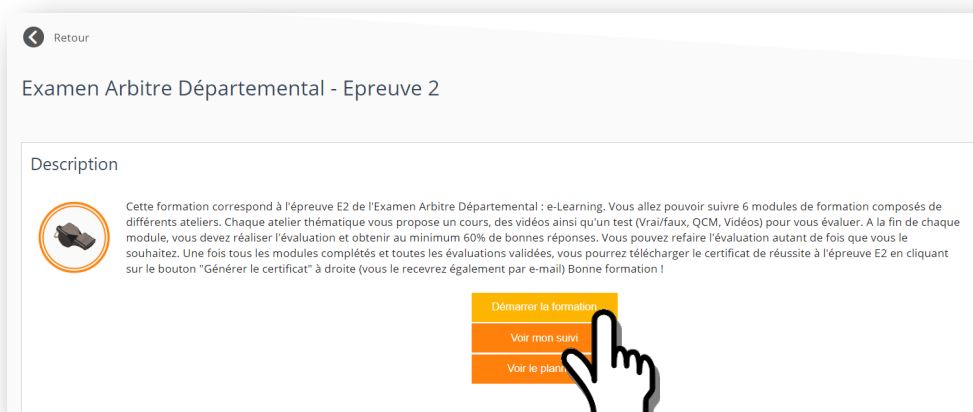 Retour
Examen Arbitre Départemental - Epreuve 2
Description
Cette formation correspond à l'épreuve E2 de l'Examen Arbitre Départemental : e-Learning. Vous allez pouvoir suivre 6 modules de formation composés de
différents ateliers. Chaque atelier thématique vous propose un cours, des vidéos ainsi qu'un test (Vrai/faux, QCM, Vidéos) pour vous évaluer. A la fin de chaque
module, vous devez réaliser l'évaluation et obtenir au minimum 60% de bonnes réponses. Vous pouvez refaire l'évaluation autant de fois que vous le
souhaitez. Une fois tous les modules complétés et toutes les évaluations validées, vous pourrez télécharger le certificat de réussite à l'épreuve E2 en cliquant
sur le bouton "Générer le certificat" à droite (vous le recevrez également par e-mail) Bonne formation !
Démarrer la formation
Voir mon suivi
Voir le